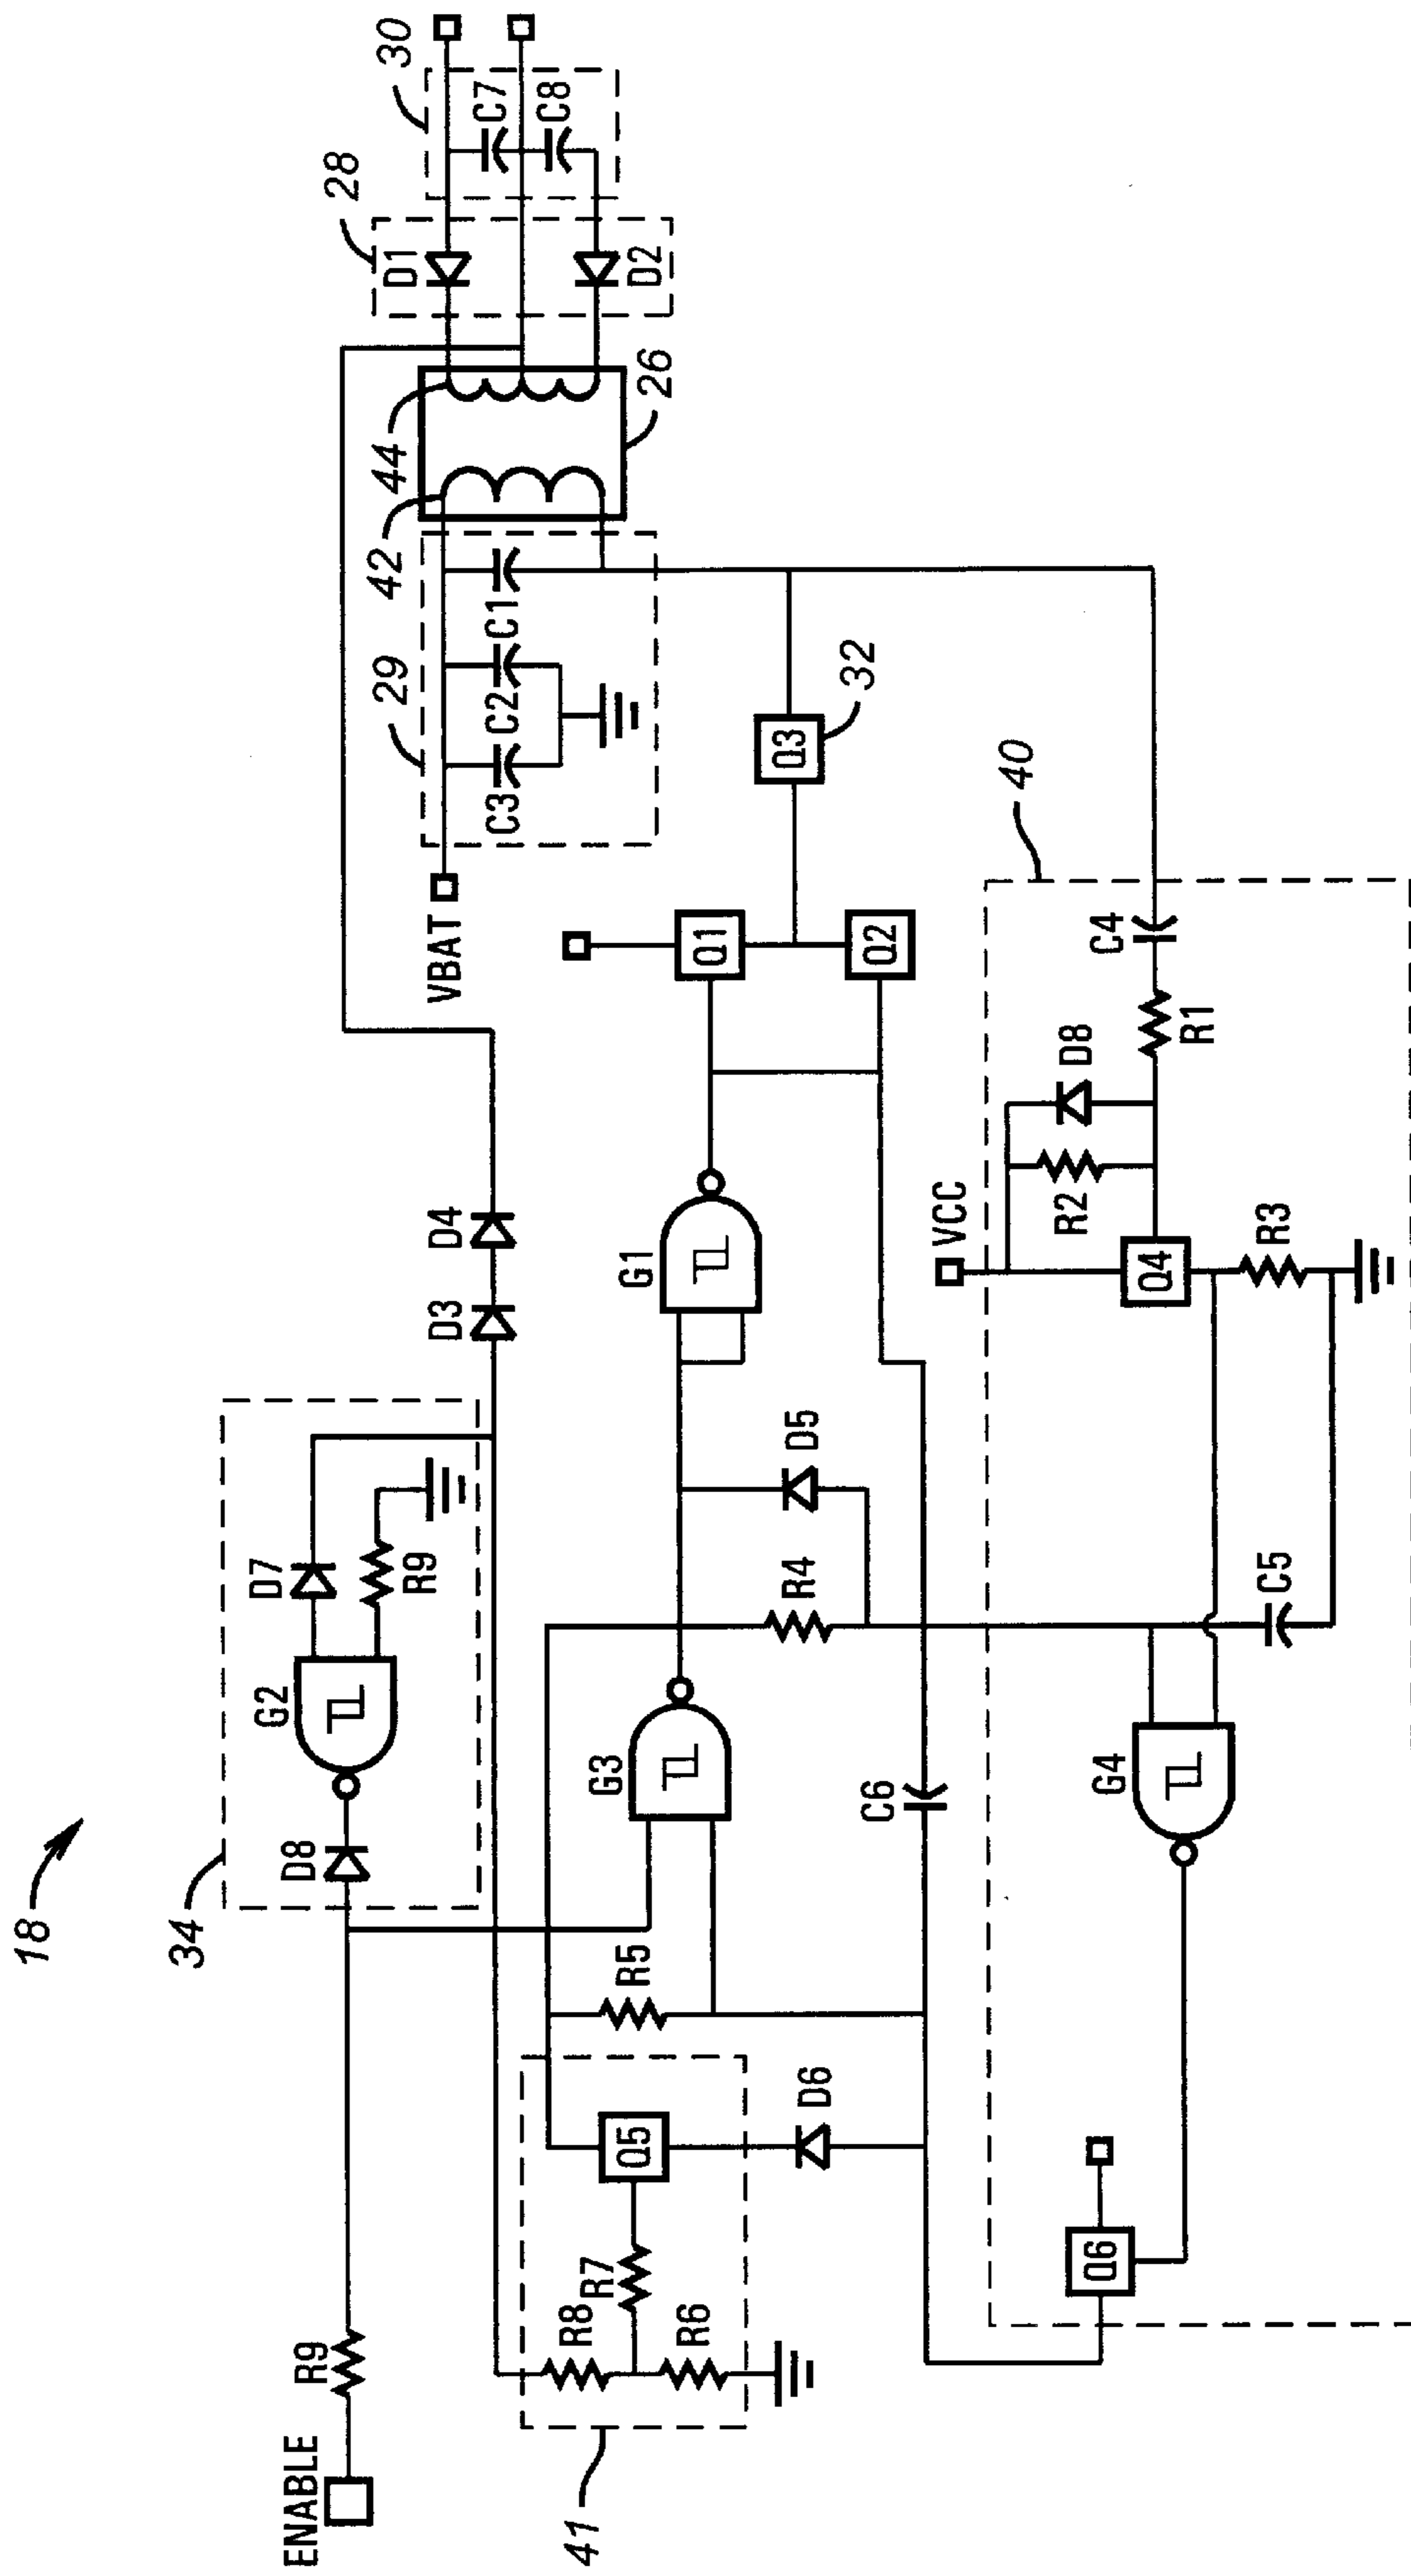 18
30
28
C7
C8
D1
D2
44
26
42
29
C1
C2
C3
VBAT
32
Q3
Q1
Q2
40
C4
D8
R1
R2
VCC
Q4
R3
D4
D3
G1
D5
R4
C5
D7
R9
G2
D8
34
G3
C6
G4
R5
D6
Q5
R7
R8
R6
Q6
41
R9
ENABLE